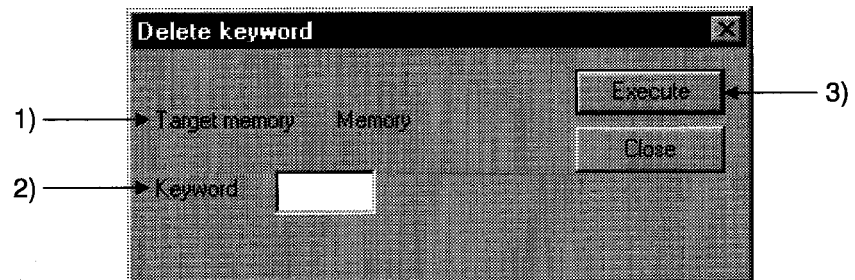 Delete keyword
Execute
3)
1)
Target memory Memory
Close
2)
Keyword